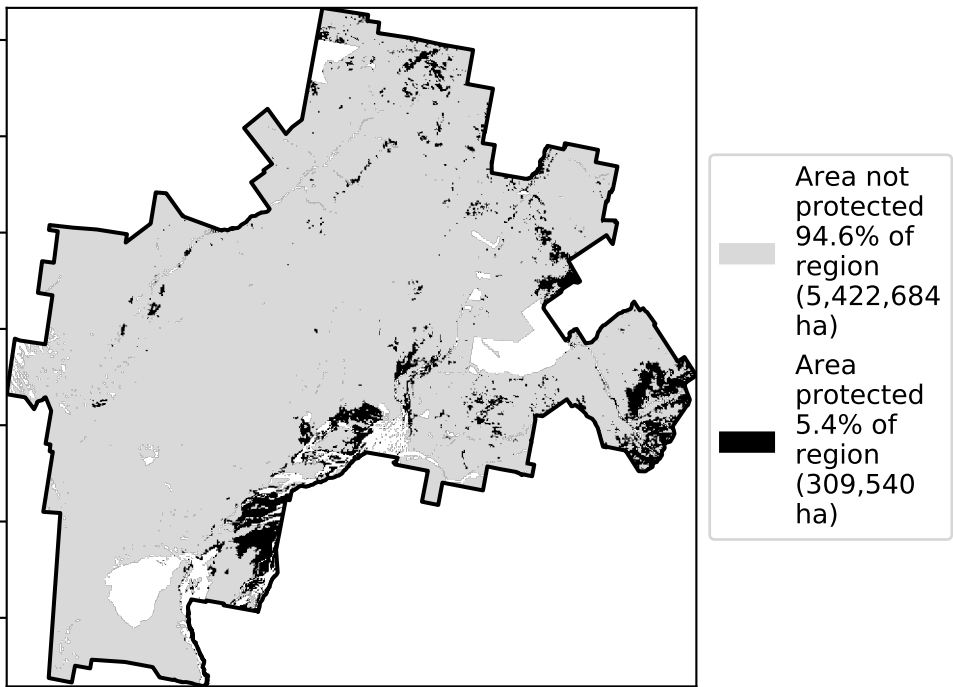 Area not
protected
94.6% of
region
(5,422,684
ha)
Area
protected
5.4% of
region
(309,540
ha)